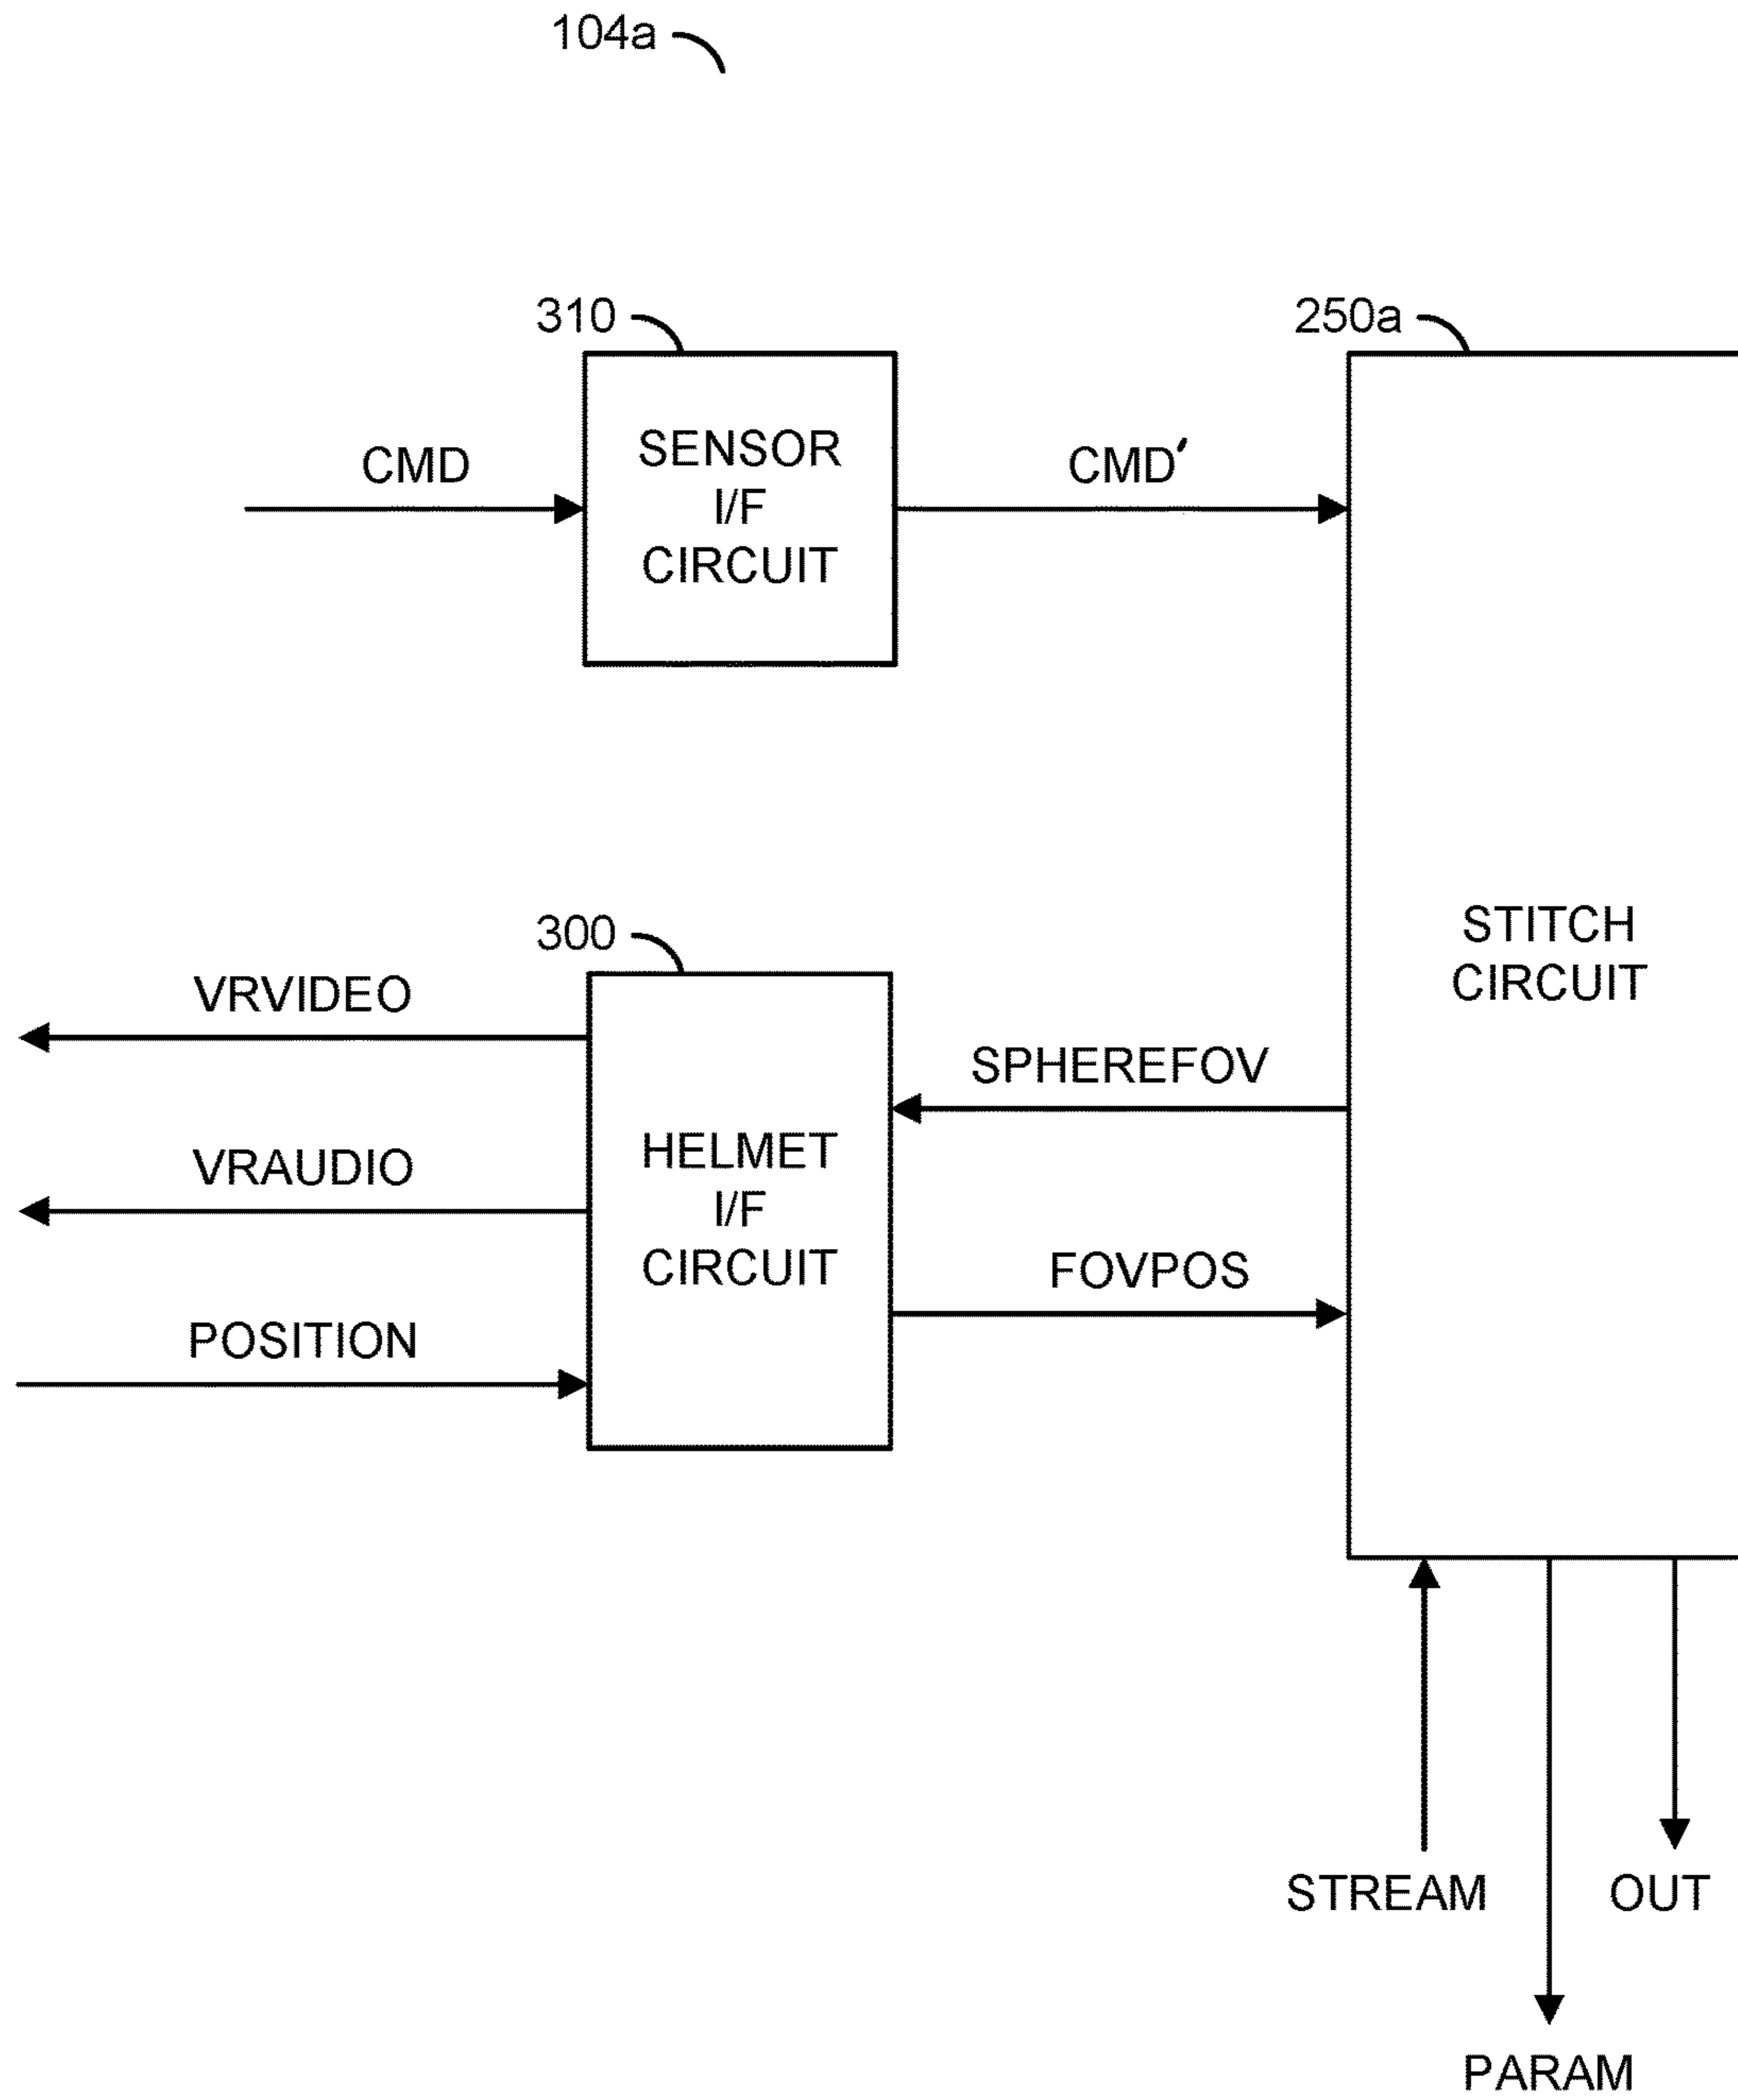 104a
310
250a
CMD
SENSOR
I/F
CIRCUIT
CMD′
STITCH
CIRCUIT
300
VRVIDEO
SPHEREFOV
VRAUDIO
HELMET
I/F
CIRCUIT
FOVPOS
POSITION
STREAM
OUT
PARAM